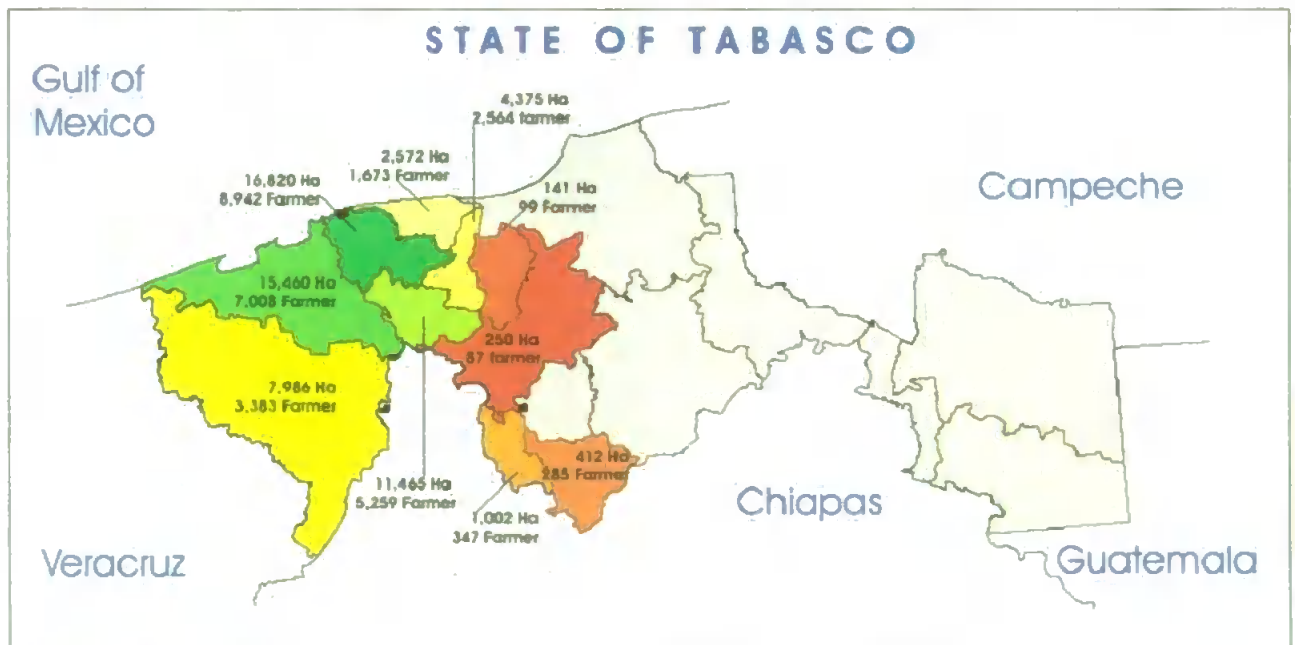 STATE OF TABASCO
Gulf of
Mexico
4,375 Ha
2,564 farmer
2,572 Ha
1,673 Farmer
16,820 Ha
8,942 Farmer
141 Ha
99 Farmer
Campeche
15,460 Ha
7,008 Farmer
250 Ha
87 farmer
7,986 Ha
3,383 Farmer
412 Ha
285 Farmer
11,465 Ha
5,259 Farmer
1,002 Ha
347 Farmer
Chiapas
Veracruz
Guatemala